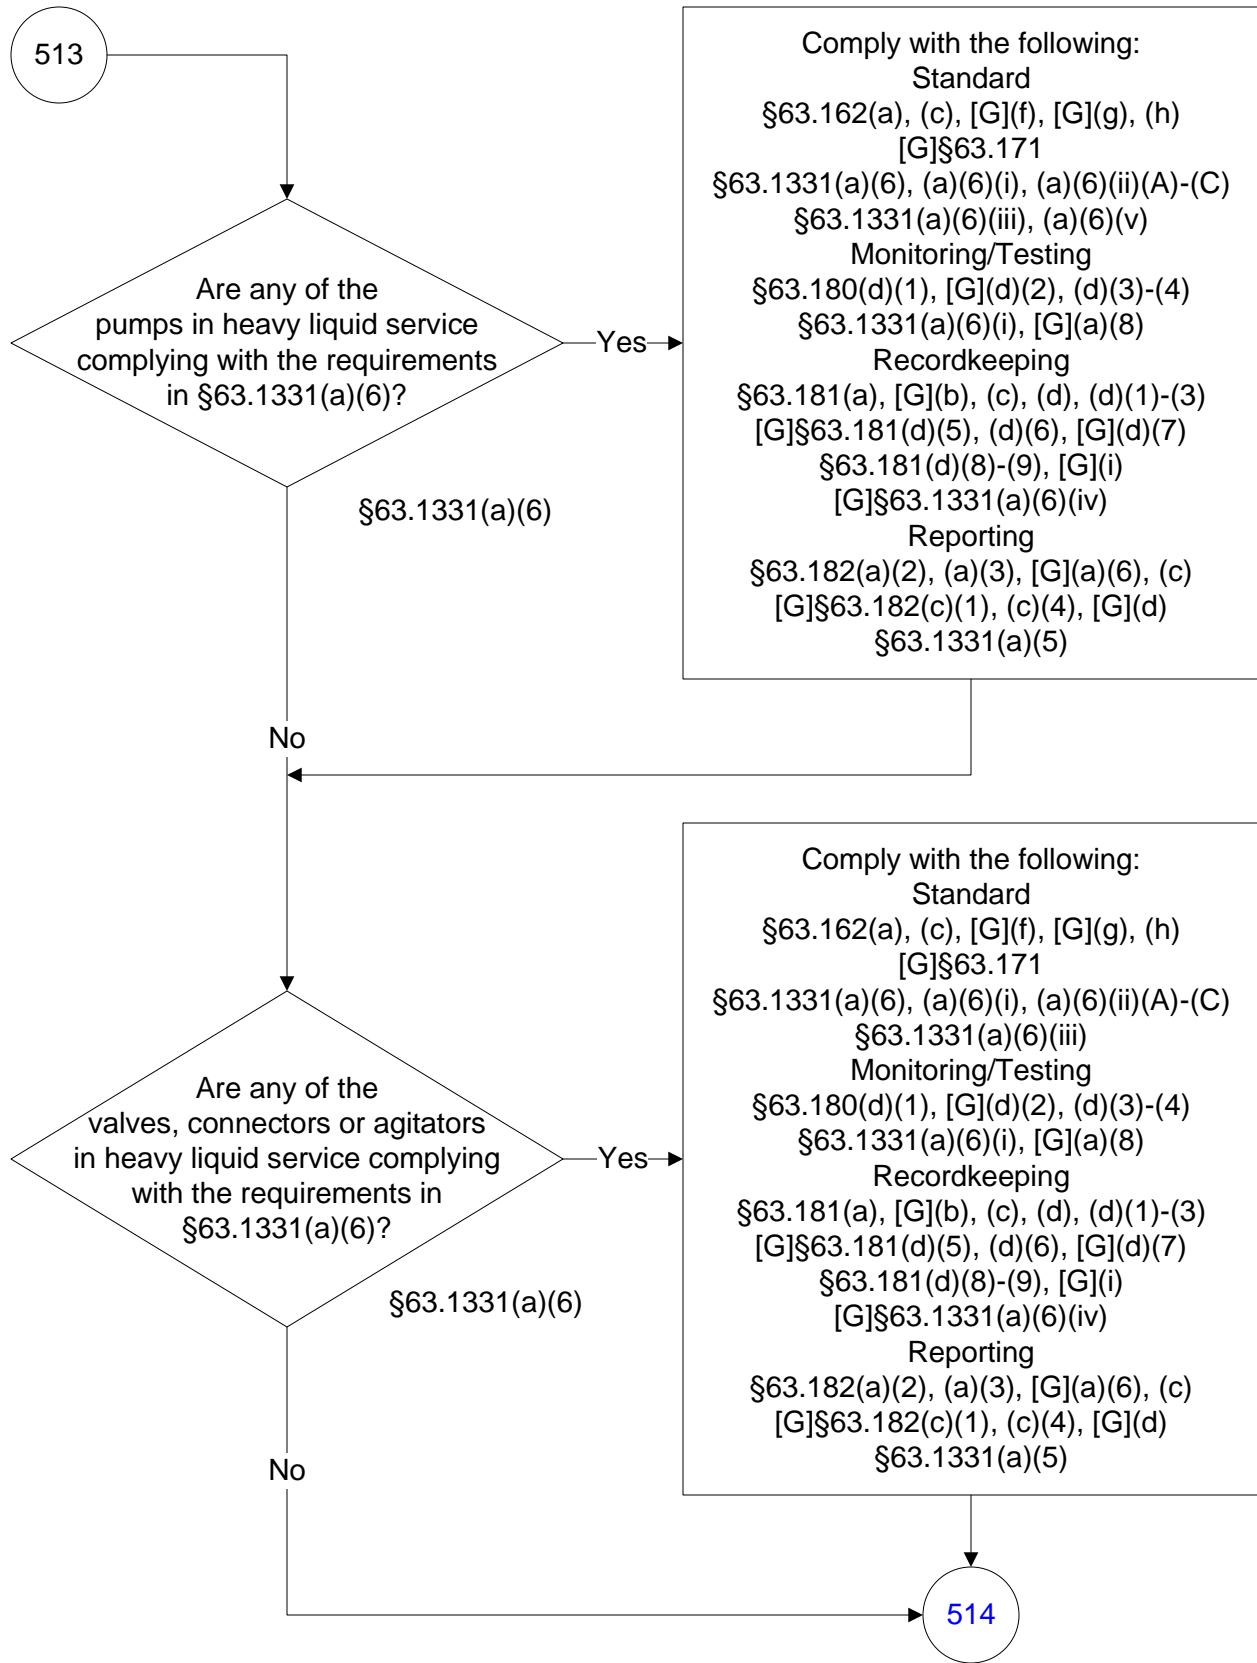 513
Are any of the
pumps in heavy liquid service
complying with the requirements
in §63.1331(a)(6)?
Yes
§63.1331(a)(6)
No
Comply with the following:
Standard
§63.162(a), (c), [G](f), [G](g), (h)
[G]§63.171
§63.1331(a)(6), (a)(6)(i), (a)(6)(ii)(A)-(C)
§63.1331(a)(6)(iii), (a)(6)(v)
Monitoring/Testing
§63.180(d)(1), [G](d)(2), (d)(3)-(4)
§63.1331(a)(6)(i), [G](a)(8)
Recordkeeping
§63.181(a), [G](b), (c), (d), (d)(1)-(3)
[G]§63.181(d)(5), (d)(6), [G](d)(7)
§63.181(d)(8)-(9), [G](i)
[G]§63.1331(a)(6)(iv)
Reporting
§63.182(a)(2), (a)(3), [G](a)(6), (c)
[G]§63.182(c)(1), (c)(4), [G](d)
§63.1331(a)(5)
Are any of the
valves, connectors or agitators
in heavy liquid service complying
with the requirements in
§63.1331(a)(6)?
Yes
§63.1331(a)(6)
No
Comply with the following:
Standard
§63.162(a), (c), [G](f), [G](g), (h)
[G]§63.171
§63.1331(a)(6), (a)(6)(i), (a)(6)(ii)(A)-(C)
§63.1331(a)(6)(iii)
Monitoring/Testing
§63.180(d)(1), [G](d)(2), (d)(3)-(4)
§63.1331(a)(6)(i), [G](a)(8)
Recordkeeping
§63.181(a), [G](b), (c), (d), (d)(1)-(3)
[G]§63.181(d)(5), (d)(6), [G](d)(7)
§63.181(d)(8)-(9), [G](i)
[G]§63.1331(a)(6)(iv)
Reporting
§63.182(a)(2), (a)(3), [G](a)(6), (c)
[G]§63.182(c)(1), (c)(4), [G](d)
§63.1331(a)(5)
514